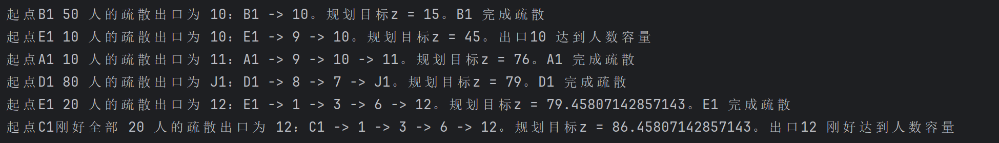 起点B1 50 人的疏散出口为 10：B1 -> 10。规划目标z = 15。B1 完成疏散
起点E1 10 人的疏散出口为 10：E1 -> 9 -> 10。规划目标z = 45。出口10 达到人数容量
起点A1 10 人的疏散出口为 11：A1 -> 9 -> 10 -> 11。规划目标z = 76。A1 完成疏散
起点D1 80 人的疏散出口为 J1：D1 -> 8 -> 7 -> J1。规划目标z = 79。D1 完成疏散
起点E1 20 人的疏散出口为 12：E1 -> 1 -> 3 -> 6 -> 12。规划目标z = 79.45807142857143。E1 完成疏散
起点C1刚好全部 20 人的疏散出口为 12：C1 -> 1 -> 3 -> 6 -> 12。规划目标z = 86.45807142857143。出口12 刚好达到人数容量